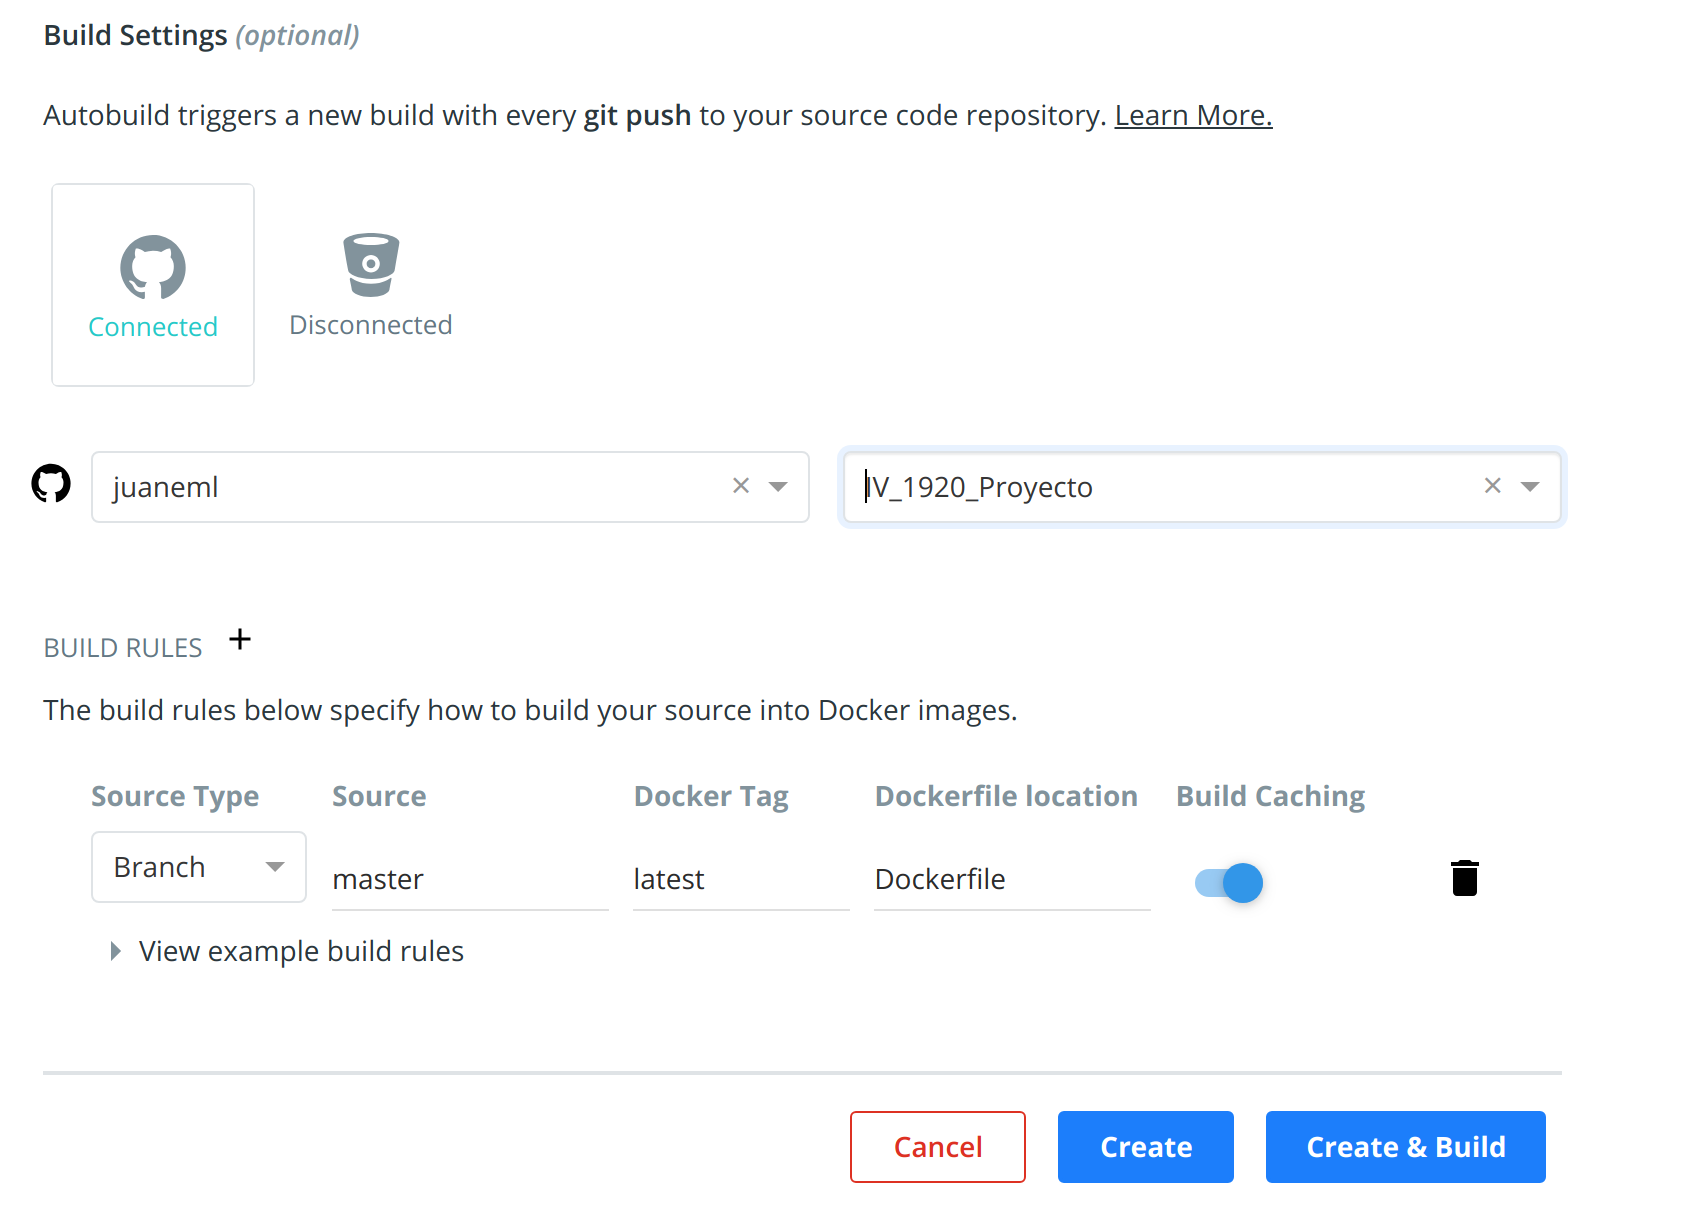 Build Settings (optional)
Autobuild triggers a new build with every git push to your source code repository. Learn More.
Connected
Disconnected
juaneml
IV_1920_Proyecto
BUILD RULES +
The build rules below specify how to build your source into Docker images.
Source Type Source Docker Tag Dockerfile location Build Caching
Branch master latest Dockerfile
View example build rules
Cancel Create Create & Build